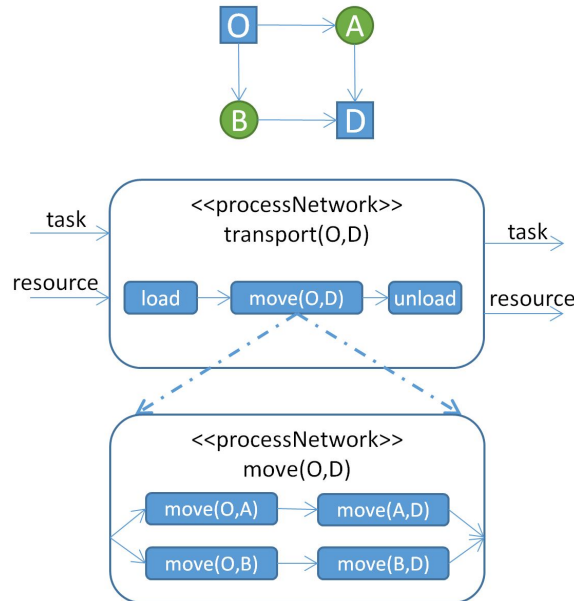 O
A
B
D
<<processNetwork>>
transport(O,D)
task
task
resource
resource
load
move(O,D)
unload
<<processNetwork>>
move(O,D)
move(O,A)
move(A,D)
move(O,B)
move(B,D)